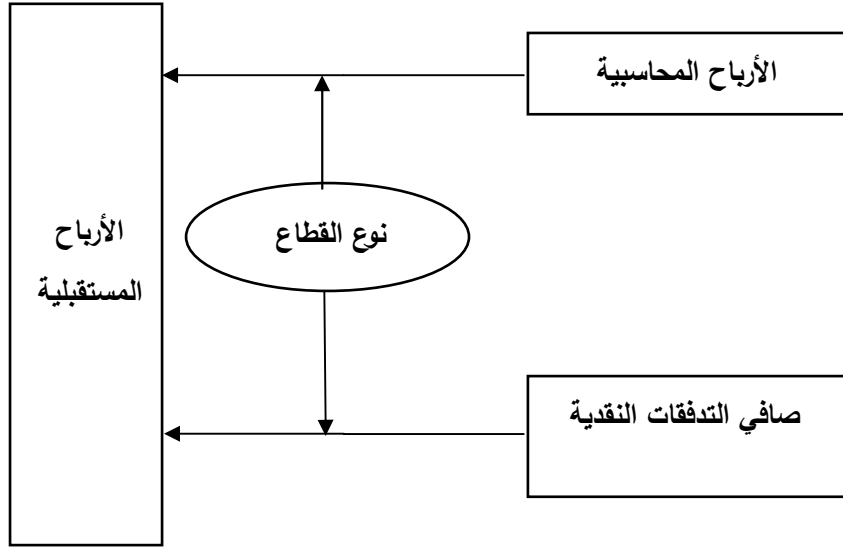 الأرباح المحاسبية
نوع القطاع
الأرباح
المستقبلية
صافي التدفقات النقدية